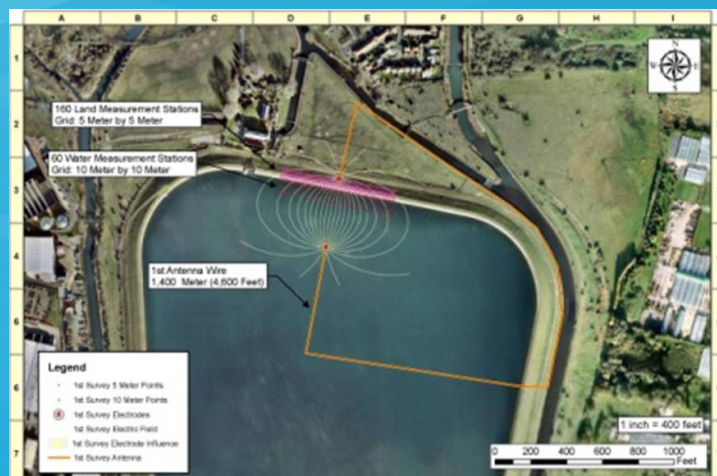 A B C D E F G H I
1
2
3
4
5
6
7
N
W E
S
160 Land Measurement Stations
Grid: 5 Meter by 5 Meter
60 Water Measurement Stations
Grid: 10 Meter by 10 Meter
1st Antenna Wire
1,400 Meter (4,600 Feet)
Legend
1st Survey 5 Meter Points
1st Survey 10 Meter Points
1st Survey Electrodes
1st Survey Electric Field
1st Survey Electrode Influence
1st Survey Antenna
1 inch = 400 feet
0 200 400 600 800 1000
Feet